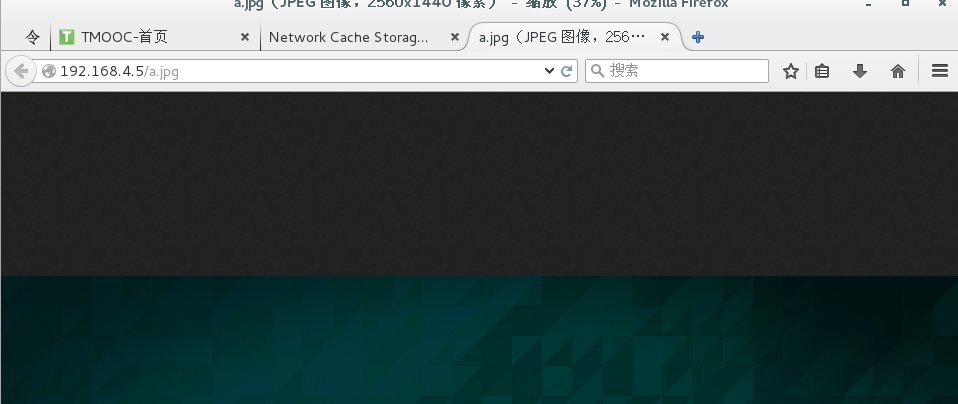 a.jpg（JPEG 图像，2560x1440 像素） - 缩放 (37%) - Mozilla Firefox
令 TMOOC-首页 Network Cache Storag... a.jpg（JPEG 图像，256···
192.168.4.5/a.jpg 搜索